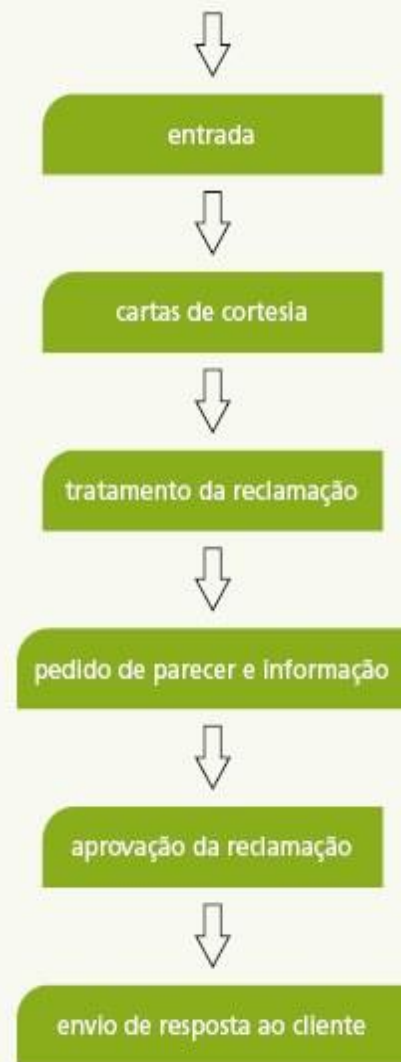 entrada
cartas de cortesia
tratamento da reclamação
pedido de parecer e informação
aprovação da reclamação
envio de resposta ao cliente